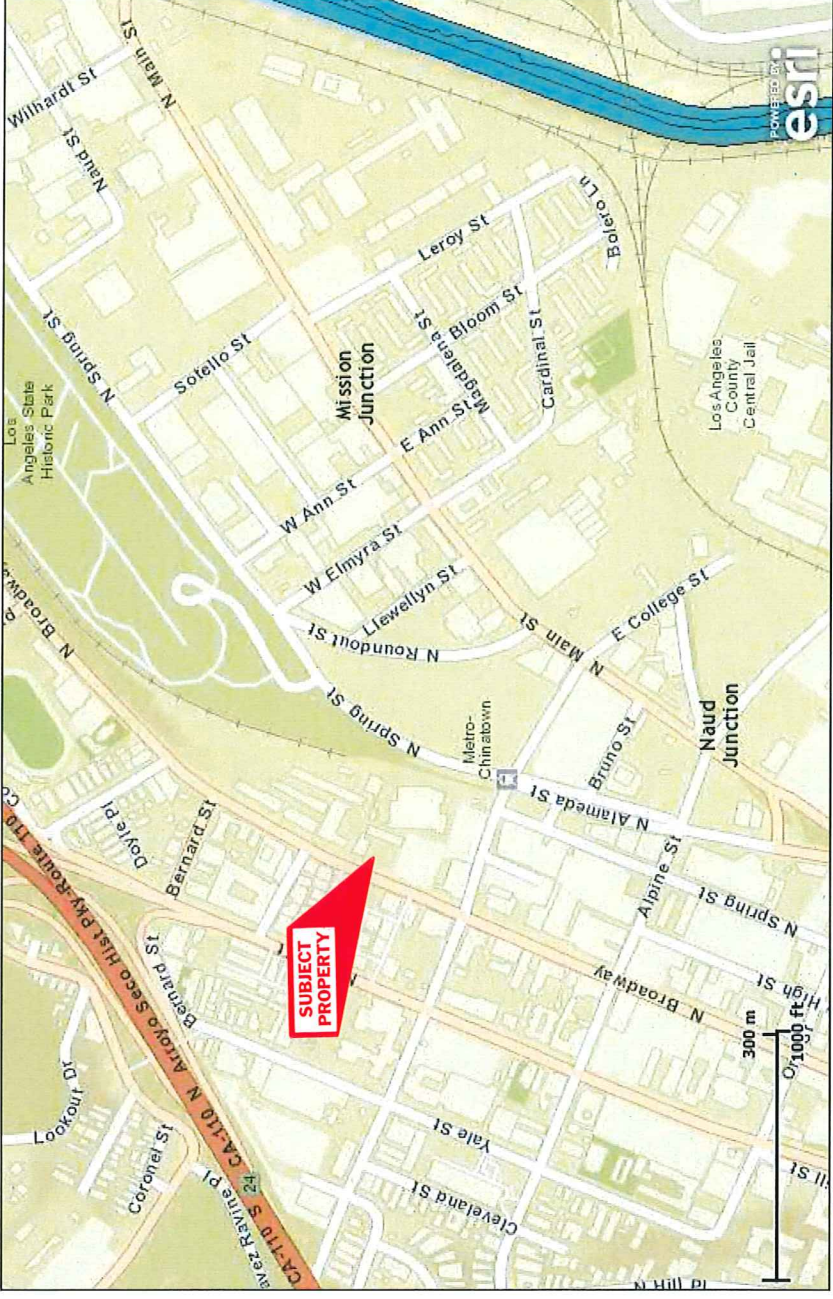 Wilhardt St
N Main St
Naud St
POWERED BY
esri
Los
Angeles State
Historic Park
N Spring St
Sotello St
Leroy St
Bolero Ln
N Broadway
Mission
Junction
Magdalena St
Bloom St
Cardinal St
E Ann St
W Ann St
Los Angeles
County
Central Jail
W Elmyra St
Llewellyn St
N Roundout St
N Main St
E College St
N Spring St
Metro-
Chinatown
Bruno St
Naud
Junction
N Alameda St
Doyle Pl
Bernard St
CA-110 N Arroyo Seco Hist Pky-Route 110
Alpine St
N Spring St
SUBJECT
PROPERTY
Bernard St
N Broadway
High St
300 m
1000 ft
Lookout Dr
Coronel St
Yale St
Cleveland St
24
avez Ravine Pl
CA-110 S
ill St
N Hill Pl